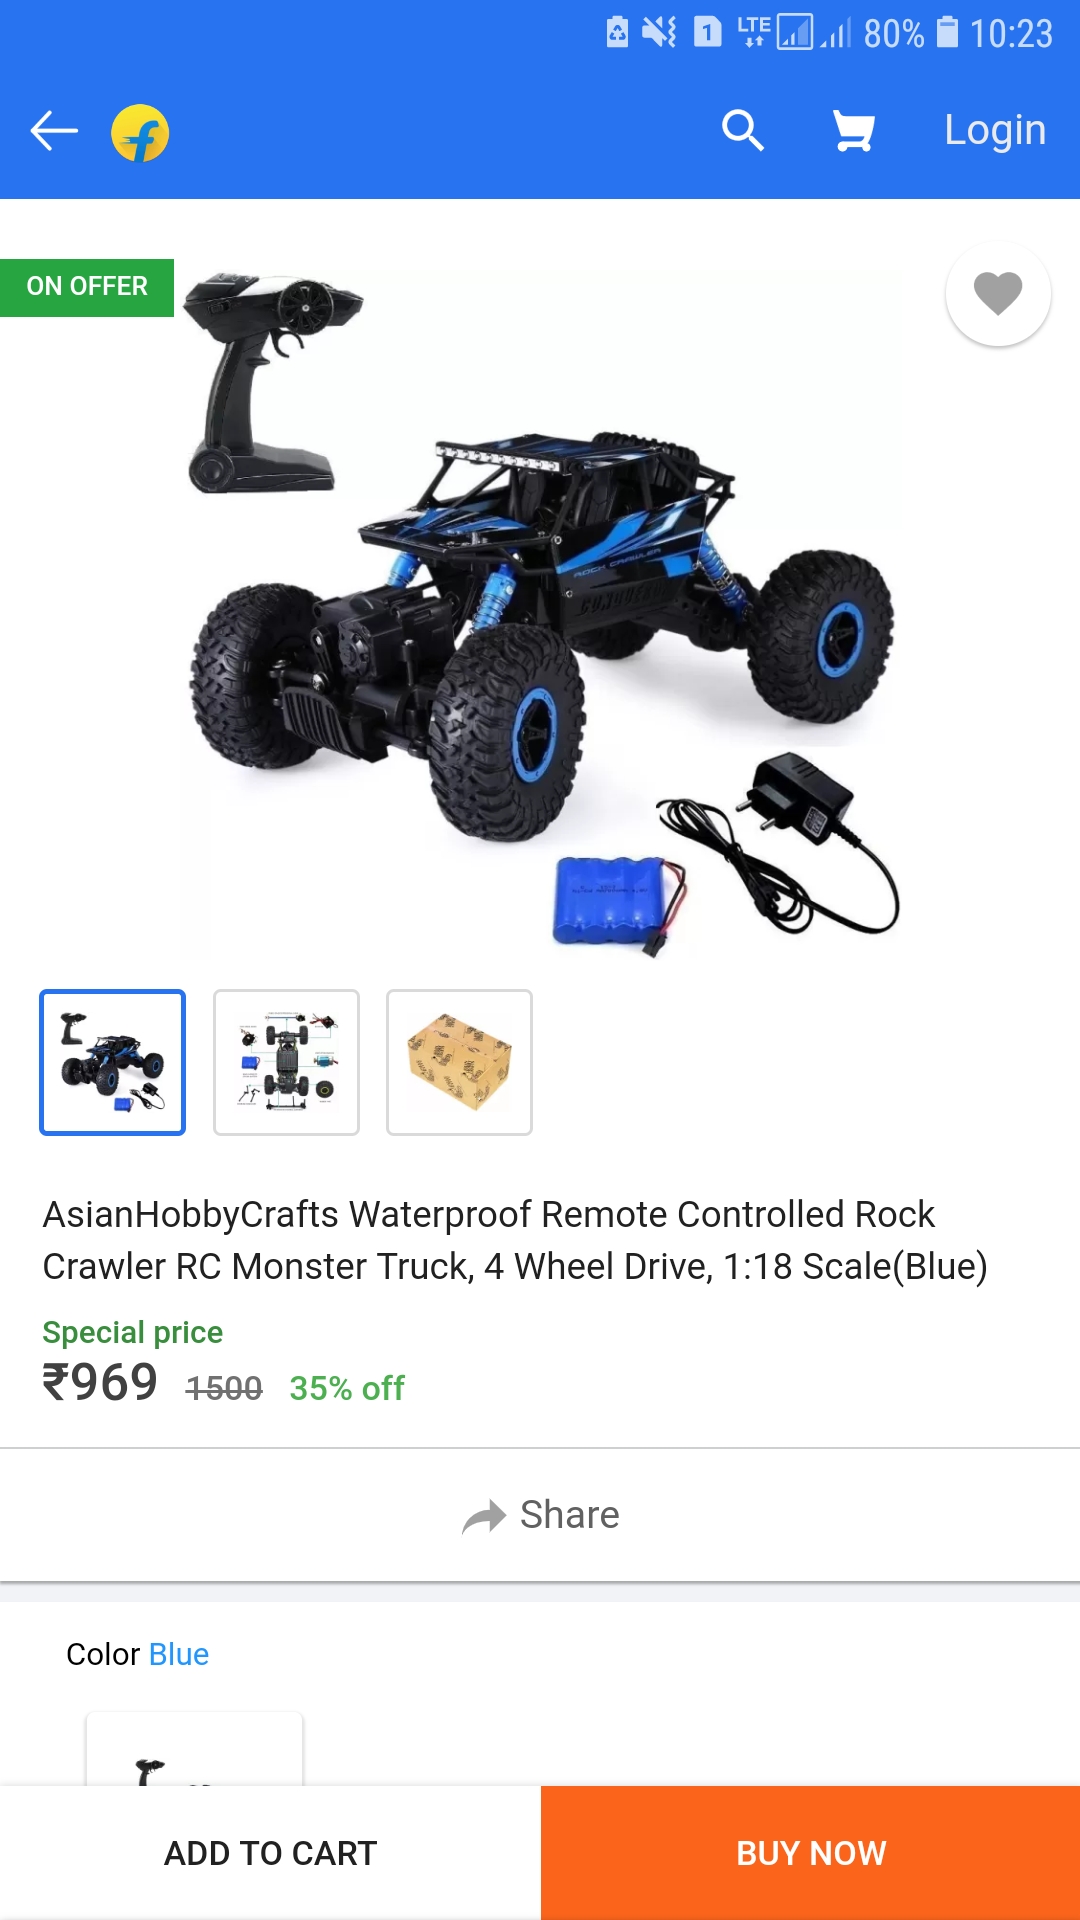 LTE 80% 10:23
1
Login
ON OFFER
ROCK CRAWLER
AsianHobbyCrafts Waterproof Remote Controlled Rock
Crawler RC Monster Truck, 4 Wheel Drive, 1:18 Scale(Blue)
Special price
₹969 1500 35% off
Share
Color Blue
ADD TO CART
BUY NOW